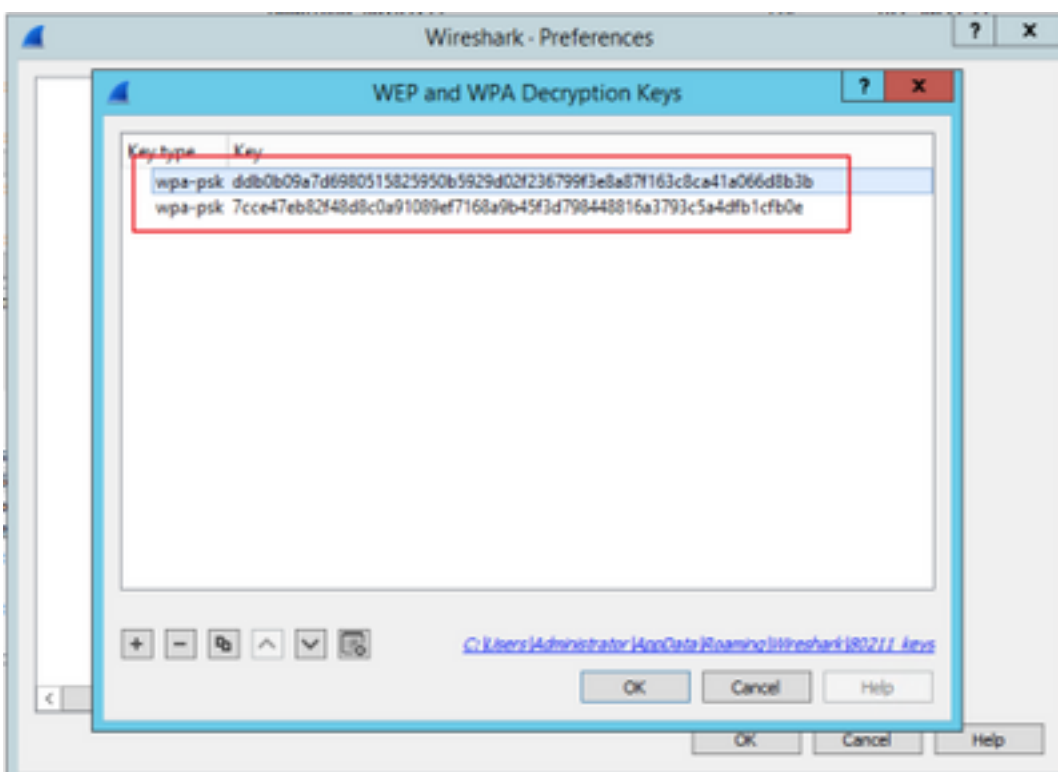 Wireshark - Preferences
? x
WEP and WPA Decryption Keys
? x
Key type Key
wpa-psk ddb0b09a7d6980515825950b5929d02f236799f3e8a87f163c8ca41a066d8b3b
wpa-psk 7cce47eb82f48d8c0a91089ef7168a9b45f3d798448816a3793c5a4dfb1cfb0e
C:\Users\Administrator\AppData\Roaming\Wireshark\80211_keys
OK Cancel Help
OK Cancel Help